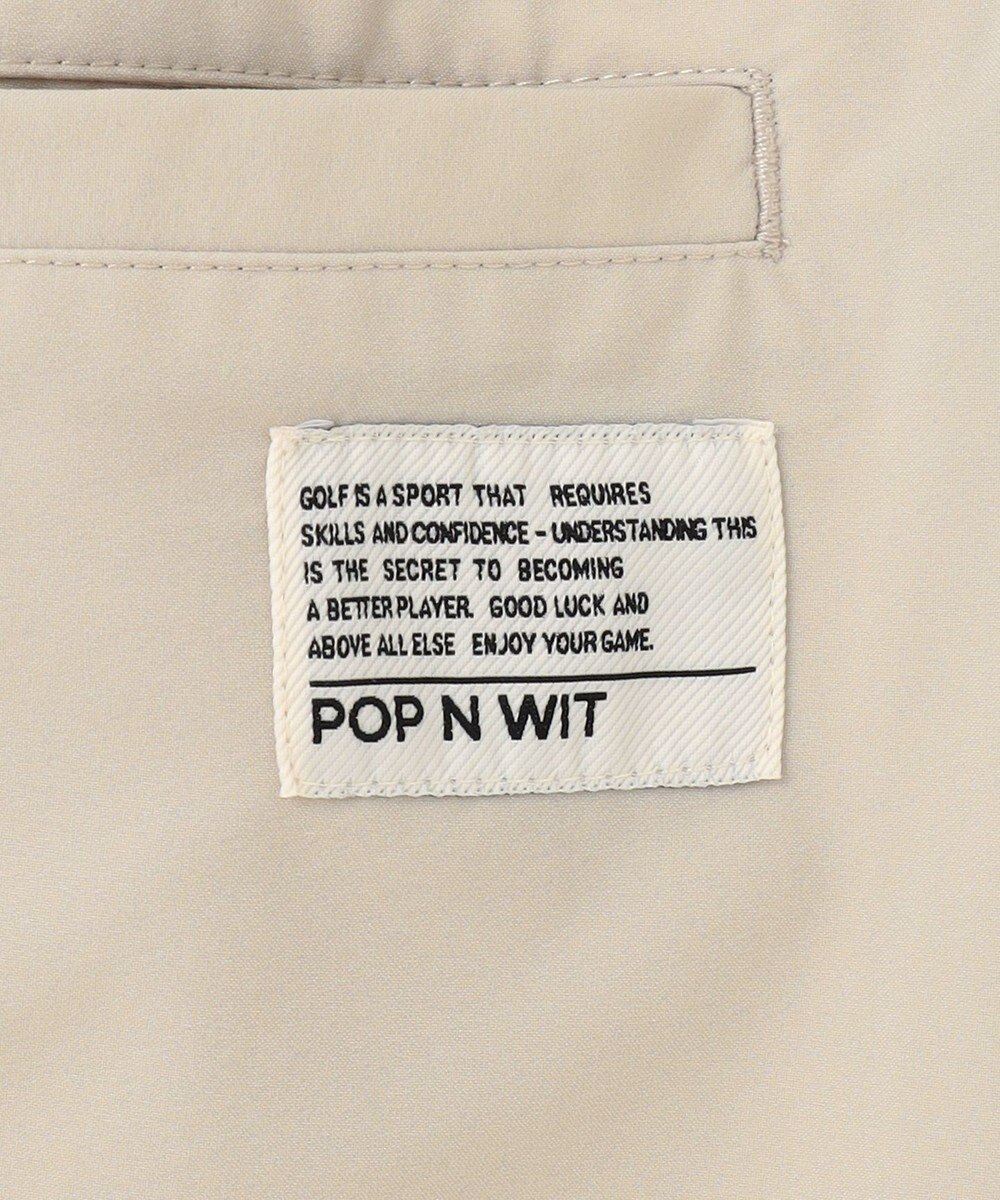 GOLF IS A SPORT THAT REQUIRES
SKILLS AND CONFIDENCE - UNDERSTANDING THIS
IS THE SECRET TO BECOMING
A BETTER PLAYER. GOOD LUCK AND
ABOVE ALL ELSE ENJOY YOUR GAME.
POP N WIT